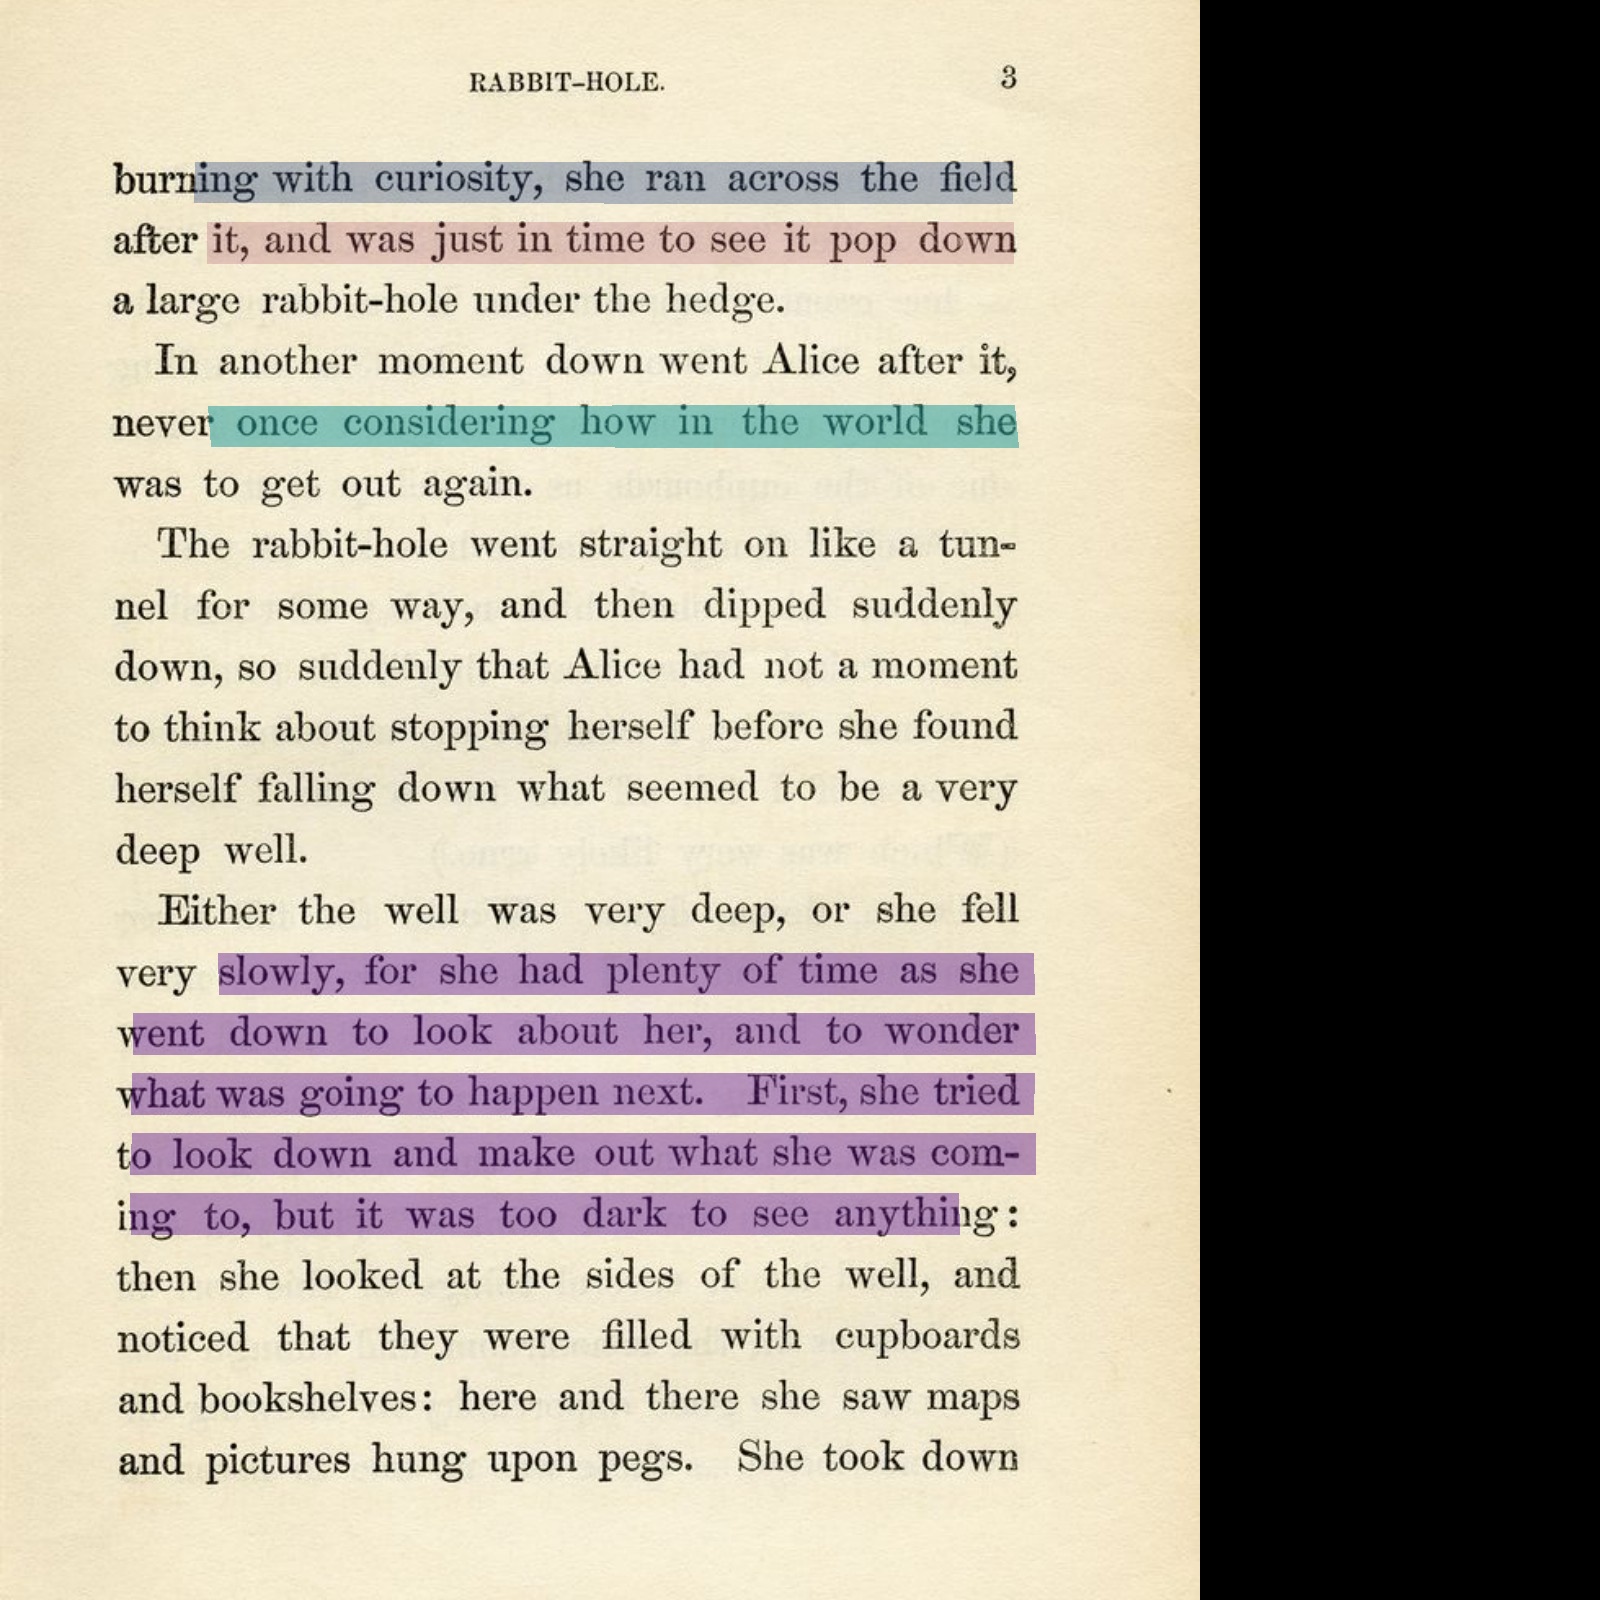 RABBIT-HOLE. 3
burning with curiosity, she ran across the field
after it, and was just in time to see it pop down
a large rabbit-hole under the hedge.
In another moment down went Alice after it,
never once considering how in the world she
was to get out again.
The rabbit-hole went straight on like a tun-
nel for some way, and then dipped suddenly
down, so suddenly that Alice had not a moment
to think about stopping herself before she found
herself falling down what seemed to be a very
deep well.
Either the well was very deep, or she fell
very slowly, for she had plenty of time as she
went down to look about her, and to wonder
what was going to happen next. First, she tried
to look down and make out what she was com-
ing to, but it was too dark to see anything:
then she looked at the sides of the well, and
noticed that they were filled with cupboards
and bookshelves: here and there she saw maps
and pictures hung upon pegs. She took down